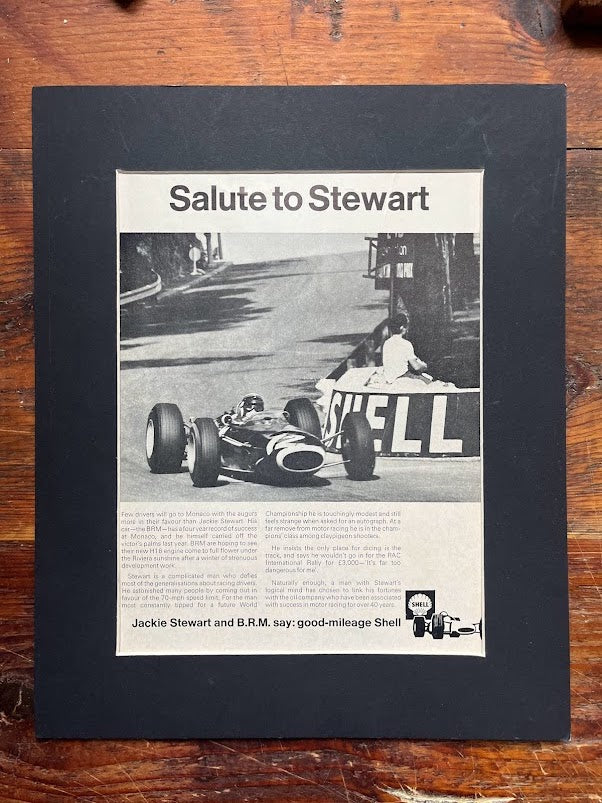 Salute to Stewart
SHELL
Few drivers will go to Monaco with the augers
more in their favour than Jackie Stewart. His
car—the BRM—has a four year record of success
at Monaco, and he himself carried off the
victor's palms last year. BRM are hoping to see
their new H16 engine come to full flower under
the Riviera sunshine after a winter of strenuous
development work.
Stewart is a complicated man who defies
most of the generalisations about racing drivers.
He astonished many people by coming out in
favour of the 70-mph speed limit. For the man
most constantly tipped for a future World
Championship he is touchingly modest and still
feels strange when asked for an autograph. At a
far remove from motor racing he is in the cham-
pions' class among claypigeon shooters.
He insists the only place for dicing is the
track, and says he wouldn't go in for the RAC
International Rally for £3,000—'It's far too
dangerous for me'.
Naturally enough, a man with Stewart's
logical mind has chosen to link his fortunes
with the oil company who have been associated
with success in motor racing for over 40 years.
SHELL
Jackie Stewart and B.R.M. say: good-mileage Shell